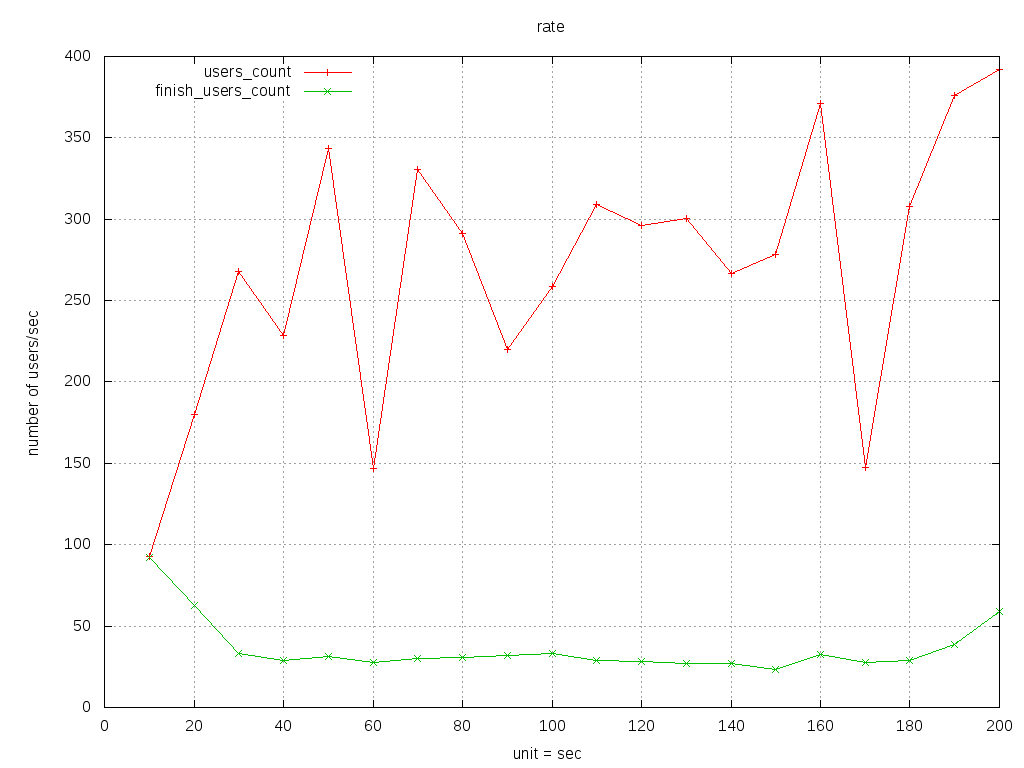 rate
users_count
finish_users_count
number of users/sec
400
350
300
250
200
150
100
50
0
0 20 40 60 80 100 120 140 160 180 200
unit = sec